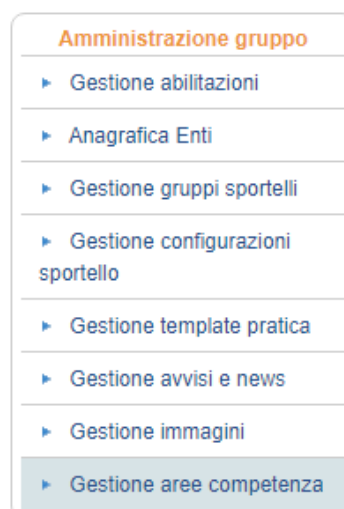 Amministrazione gruppo
Gestione abilitazioni
Anagrafica Enti
Gestione gruppi sportelli
Gestione configurazioni
sportello
Gestione template pratica
Gestione avvisi e news
Gestione immagini
Gestione aree competenza